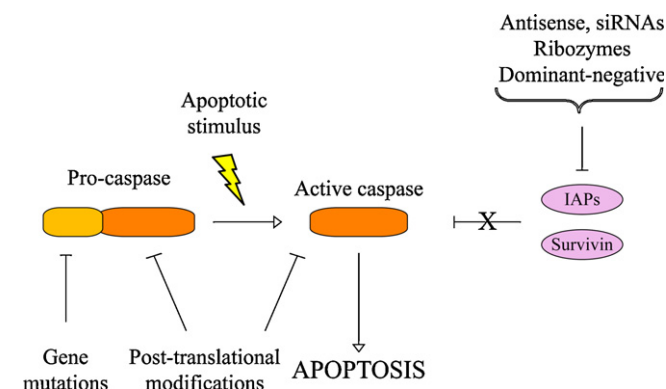 Antisense, siRNAs
Ribozymes
Dominant-negative
Apoptotic
stimulus
Pro-caspase
Active caspase
IAPs
X
Survivin
Gene
mutations
Post-translational
modifications
APOPTOSIS